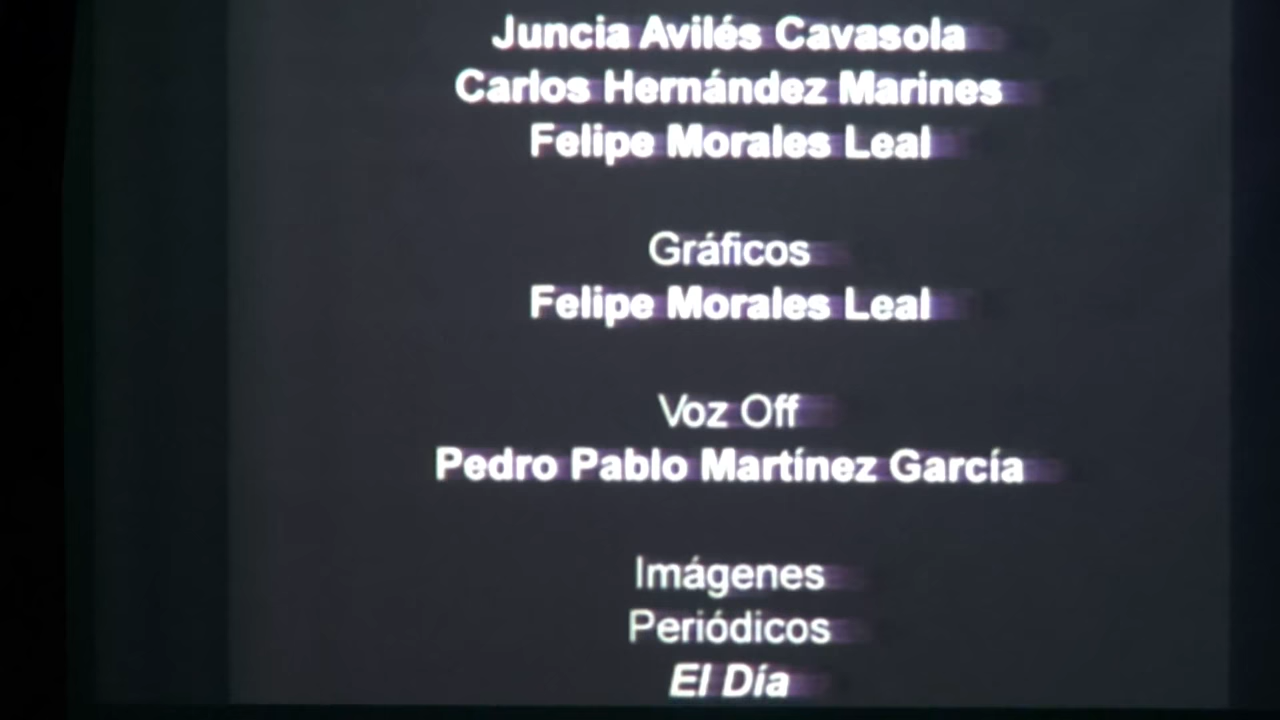 Juncia Avilés Cavasola
Carlos Hernández Marines
Felipe Morales Leal
Gráficos
Felipe Morales Leal
Voz Off
Pedro Pablo Martínez García
Imágenes
Periódicos
El Día